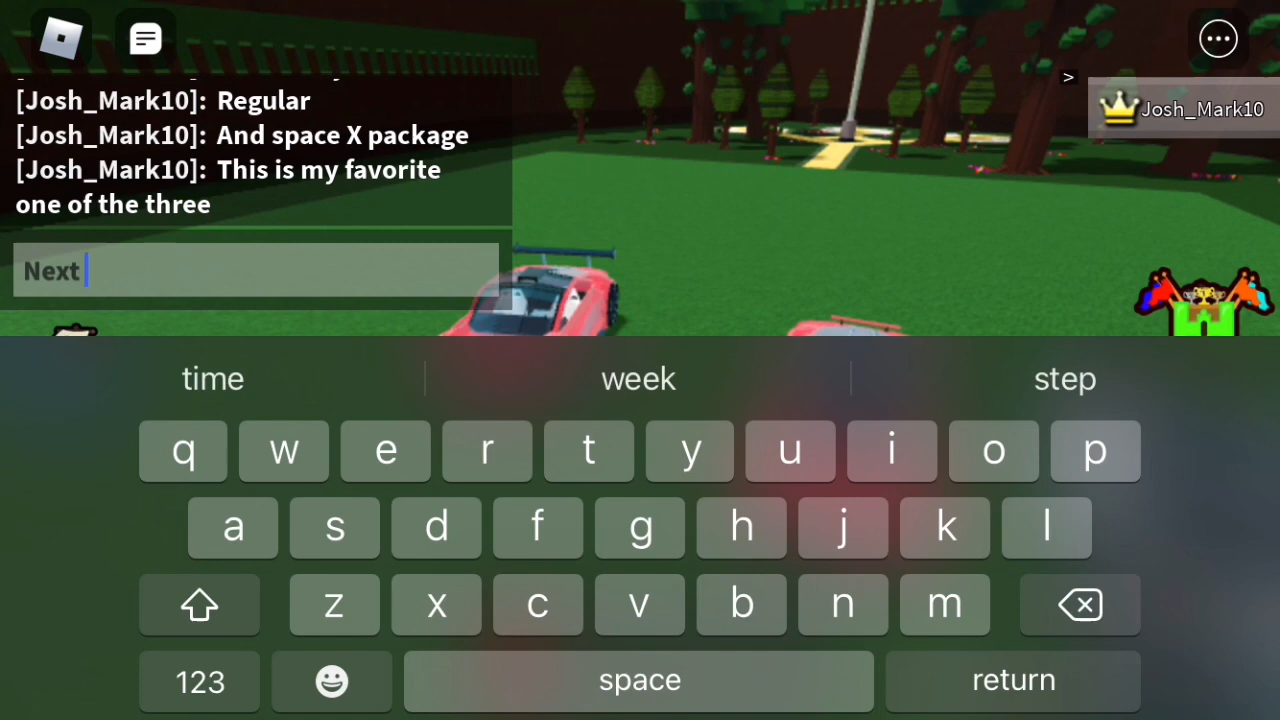 [Josh_Mark10]: Regular
[Josh_Mark10]: And space X package
[Josh_Mark10]: This is my favorite
one of the three
Next
>
Josh_Mark10
time week step
q w e r t y u i o p
a s d f g h j k l
z x c v b n m
123 space return